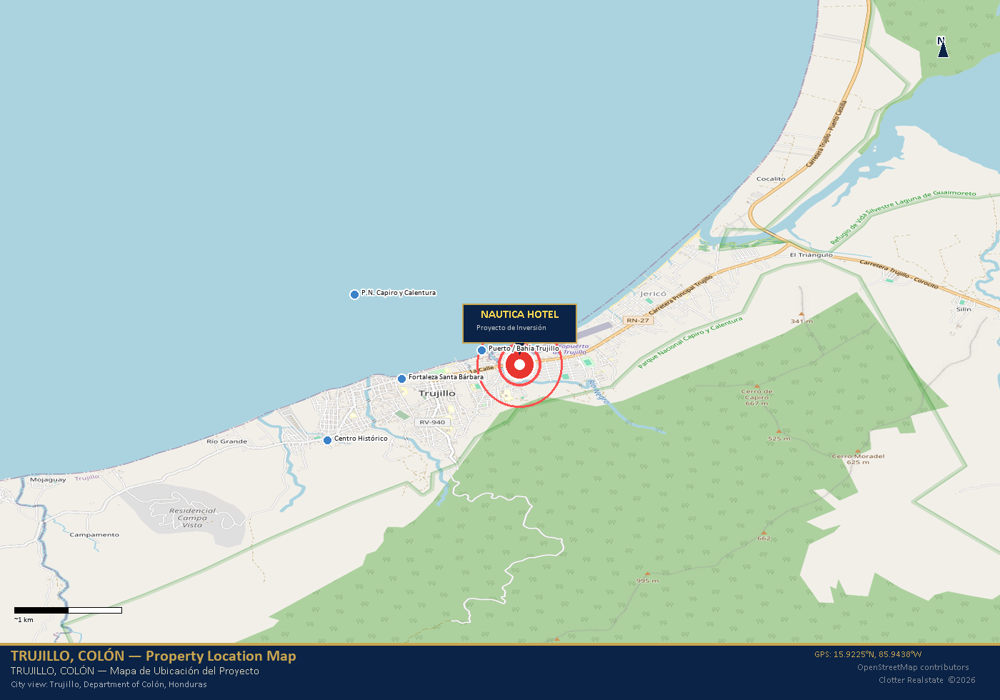 N
Carretera Trujillo - Puerto Castilla
Cocalito
Refugio de Vida Silvestre Laguna de Guaimoreto
El Triángulo
Carretera Trujillo - Corocito
Carretera Principal Trujillo
P.N. Capiro y Calentura
Jericó
Silín
NAUTICA HOTEL
Proyecto de Inversión
RN-27
341 m
Parque Nacional Capiro y Calentura
Puerto / Bahía Trujillo
de Trujillo
1a Calle
Fortaleza Santa Bárbara
Trujillo
Río Negro
Cerro de
Capiro
667 m
RV-940
525 m
Centro Histórico
Río Grande
Cerro Moradel
625 m
Mojaguay
Trujillo
Residencial
Campa
Vista
Campamento
662
995 m
~1 km
TRUJILLO, COLÓN — Property Location Map
TRUJILLO, COLÓN — Mapa de Ubicación del Proyecto
City view: Trujillo, Department of Colón, Honduras
GPS: 15.9225°N, 85.9438°W
OpenStreetMap contributors
Clotter Realstate ©2026